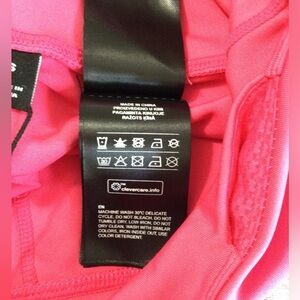 S
MADE IN CHINA
PROIZVEDENO U KINI
PAGAMINTA KINIJOJE
RAŽOTS ĶĪNĀ
™
clevercare.info
EN
MACHINE WASH 30°C DELICATE
CYCLE, DO NOT BLEACH, DO NOT
TUMBLE DRY, LOW IRON, DO NOT
DRY CLEAN. WASH WITH SIMILAR
COLORS, IRON INSIDE OUT, USE
COLOR DETERGENT.